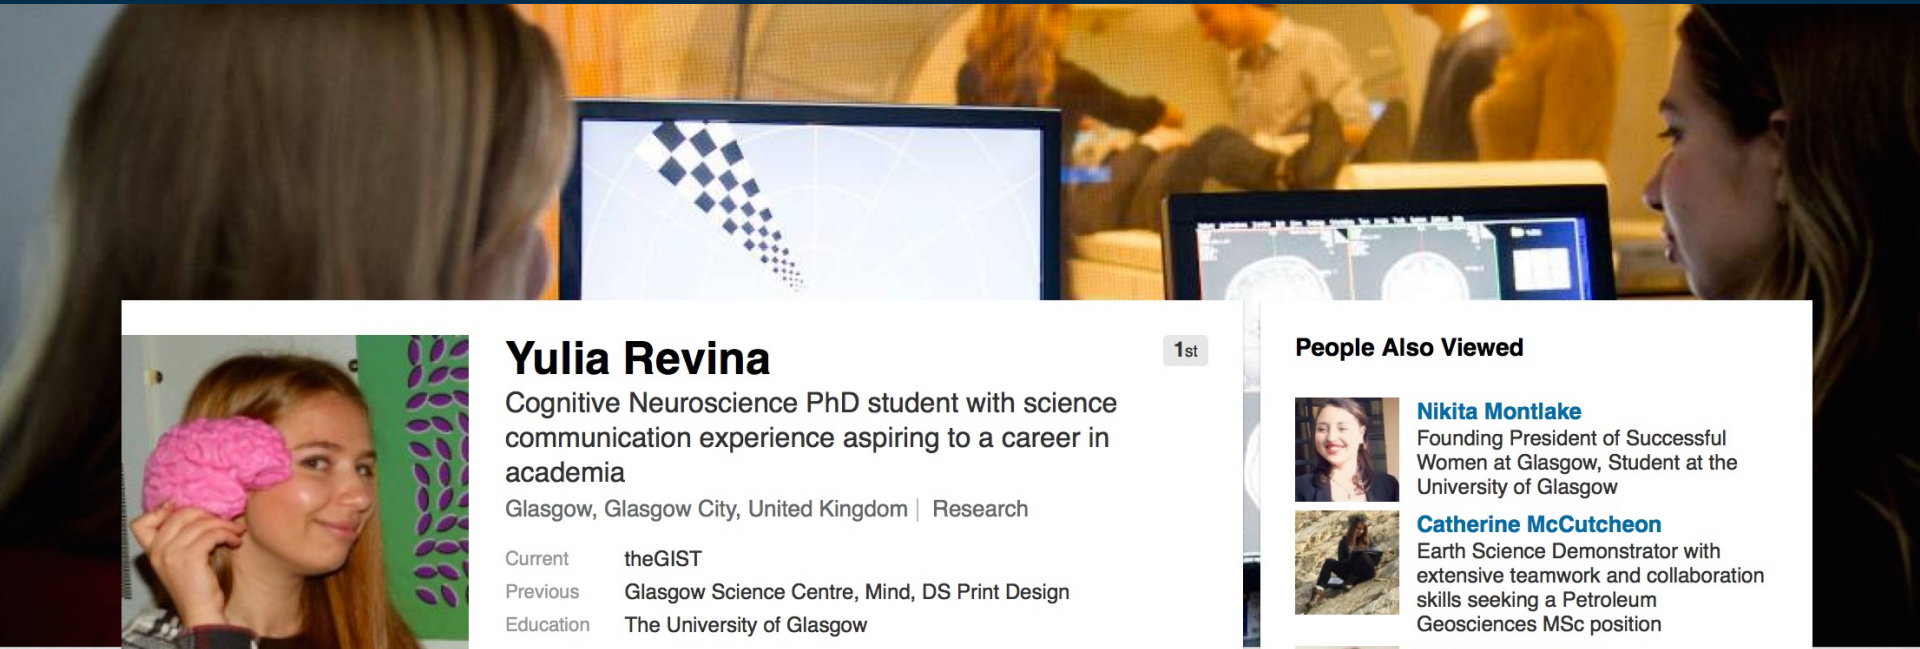 Yulia Revina
1st
Cognitive Neuroscience PhD student with science
communication experience aspiring to a career in
academia
Glasgow, Glasgow City, United Kingdom | Research
Current theGIST
Previous Glasgow Science Centre, Mind, DS Print Design
Education The University of Glasgow
People Also Viewed
Nikita Montlake
Founding President of Successful
Women at Glasgow, Student at the
University of Glasgow
Catherine McCutcheon
Earth Science Demonstrator with
extensive teamwork and collaboration
skills seeking a Petroleum
Geosciences MSc position